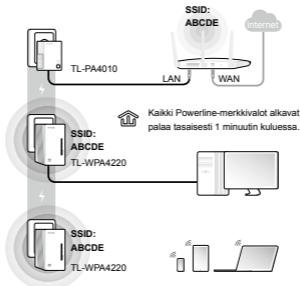 SSID:
ABCDE
Internet
TL-PA4010
LAN
WAN
Kaikki Powerline-merkkivalot alkavat
palaa tasaisesti 1 minuutin kuluessa.
SSID:
ABCDE
TL-WPA4220
SSID:
ABCDE
TL-WPA4220